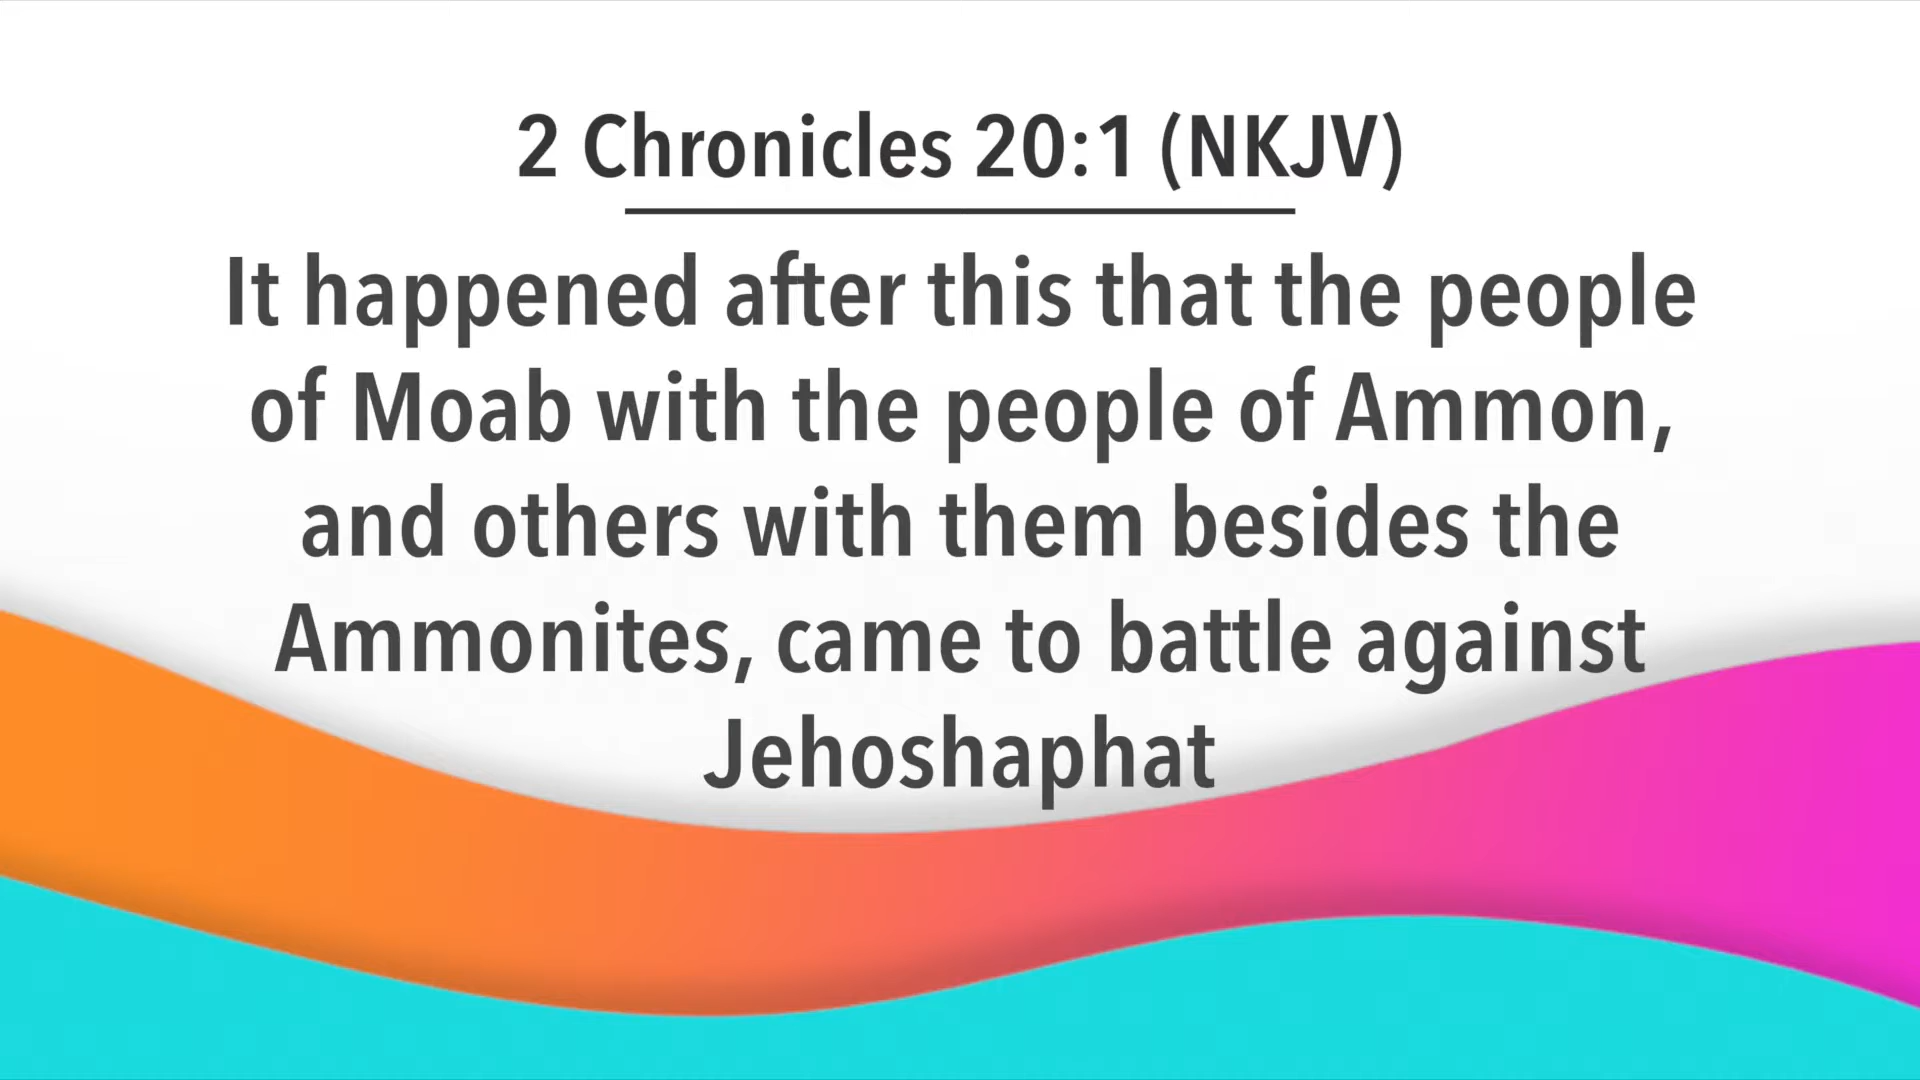 2 Chronicles 20:1 (NKJV)
It happened after this that the people
of Moab with the people of Ammon,
and others with them besides the
Ammonites, came to battle against
Jehoshaphat